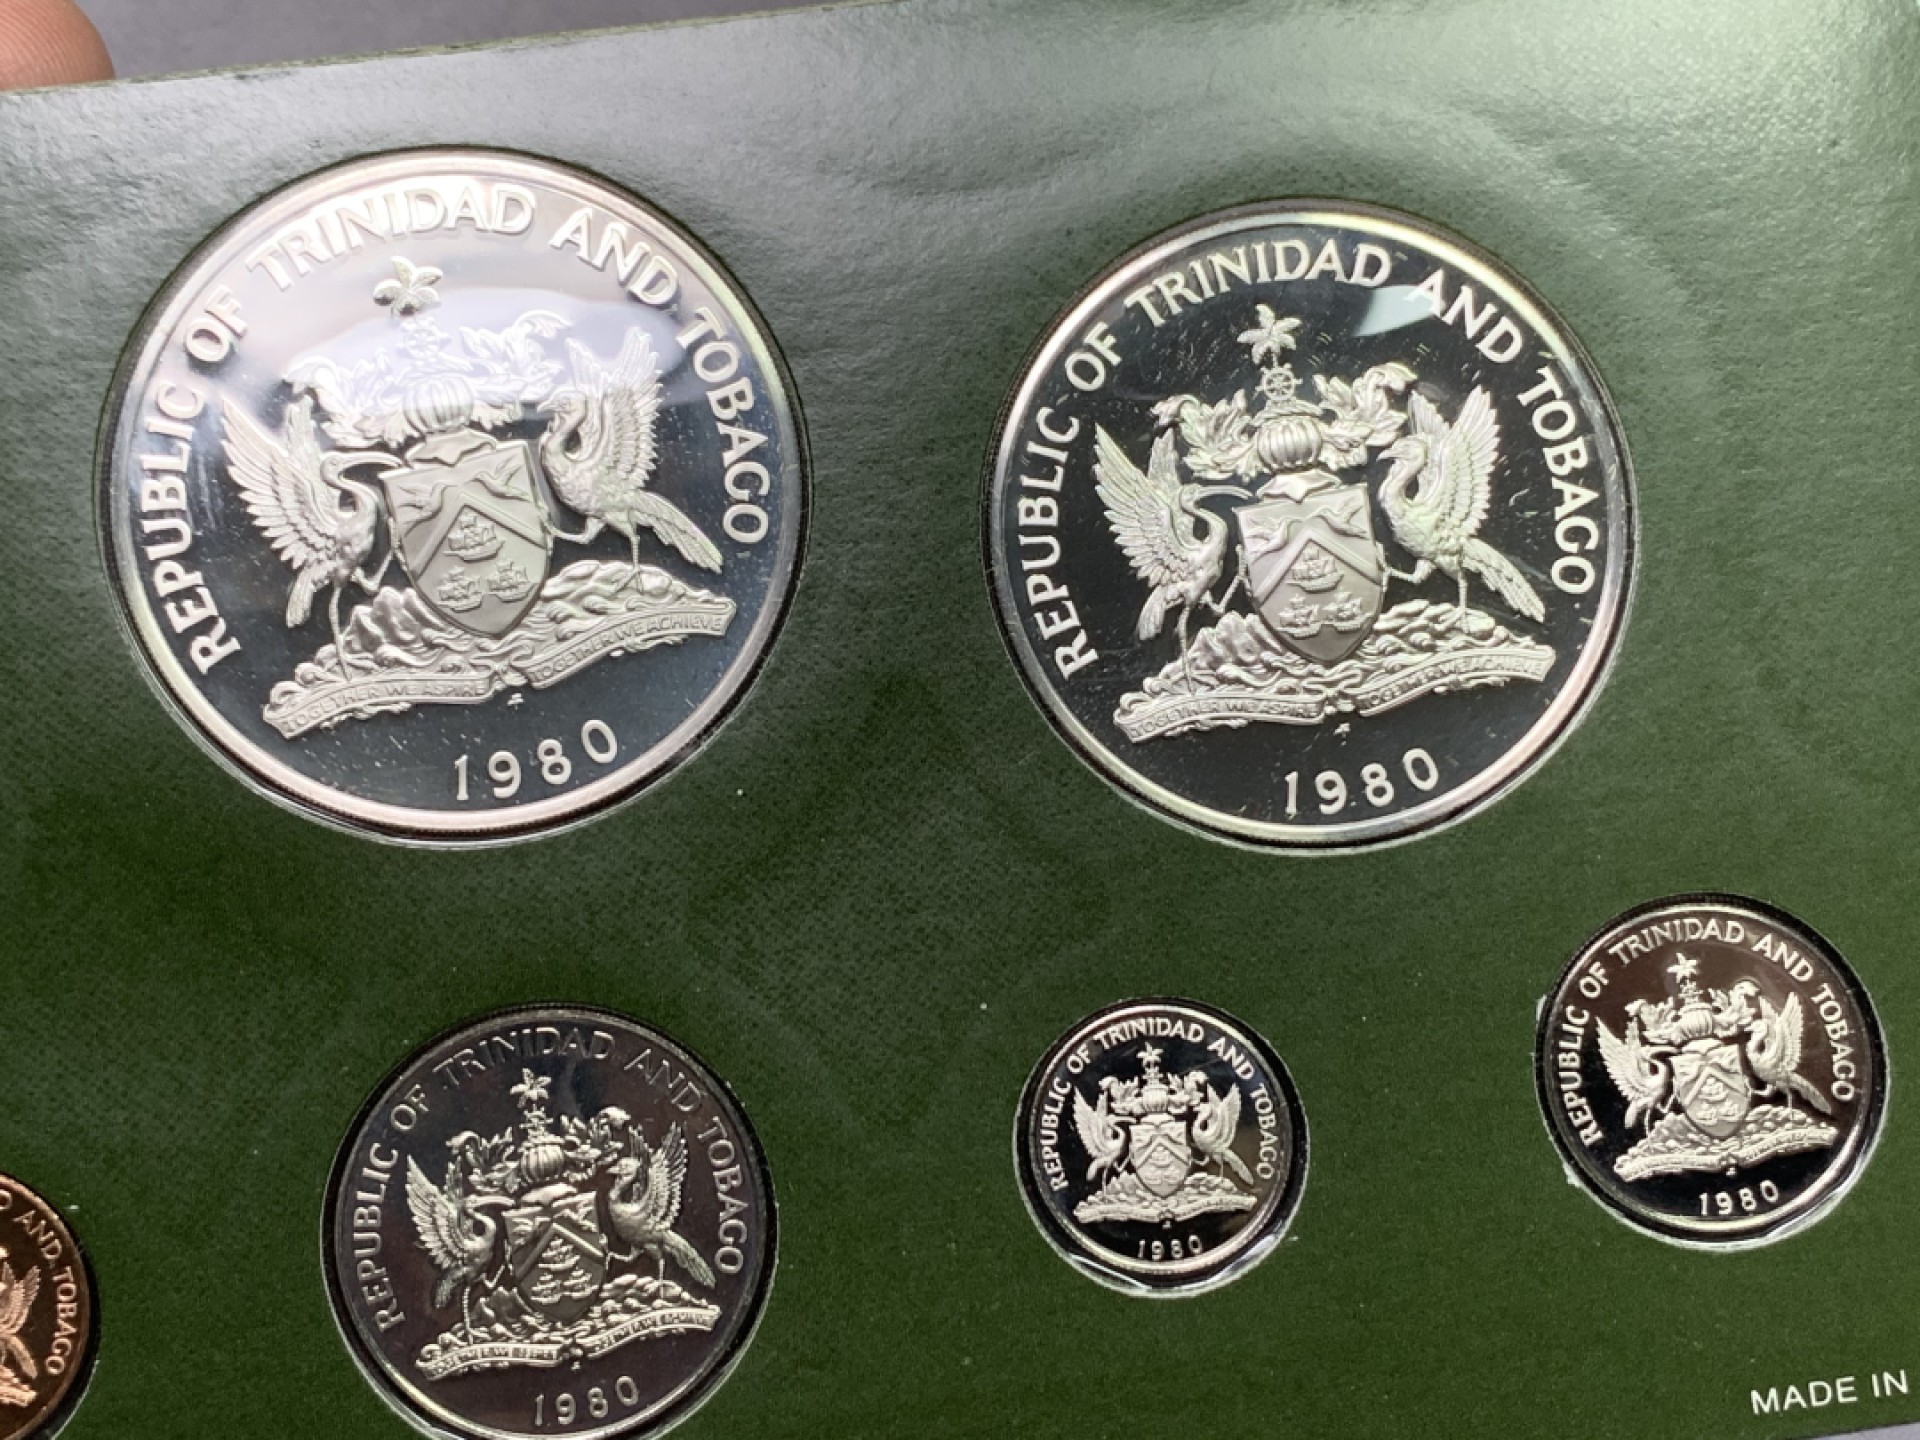 REPUBLIC OF TRINIDAD AND TOBAGO
TOGETHER WE ASPIRE TOGETHER WE ACHIEVE
1980
REPUBLIC OF TRINIDAD AND TOBAGO
TOGETHER WE ASPIRE TOGETHER WE ACHIEVE
1980
AND TOBAGO
REPUBLIC OF TRINIDAD AND TOBAGO
1980
REPUBLIC OF TRINIDAD AND TOBAGO
1980
REPUBLIC OF TRINIDAD AND TOBAGO
1980
MADE IN